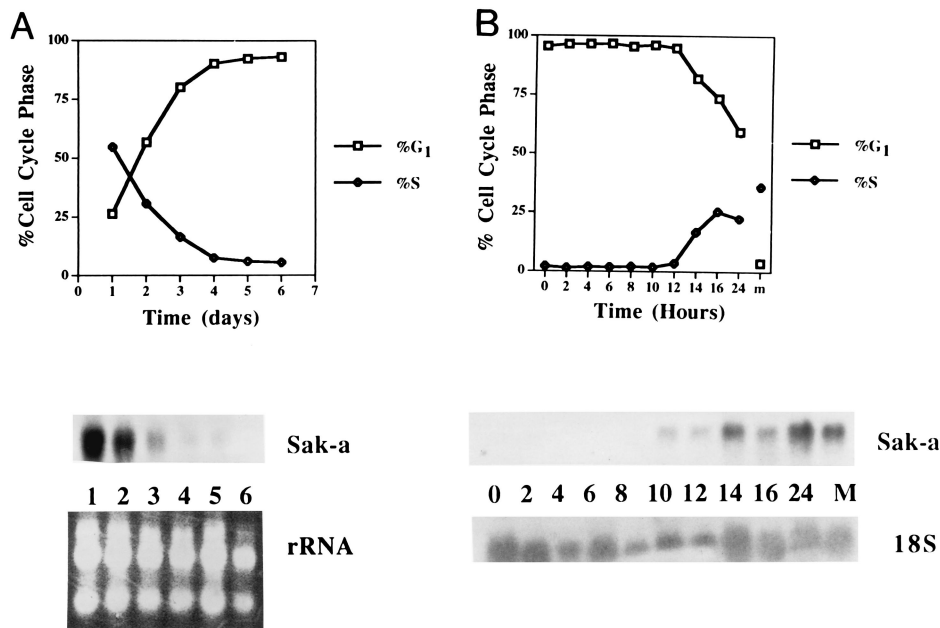 A
100
75
50
25
0
%Cell Cycle Phase
0 1 2 3 4 5 6 7
Time (days)
%G1
%S
Sak-a
1 2 3 4 5 6
rRNA
B
100
75
50
25
0
% Cell Cycle Phase
0 2 4 6 8 10 12 14 16 24 m
Time (Hours)
%G1
%S
Sak-a
0 2 4 6 8 10 12 14 16 24 M
18S